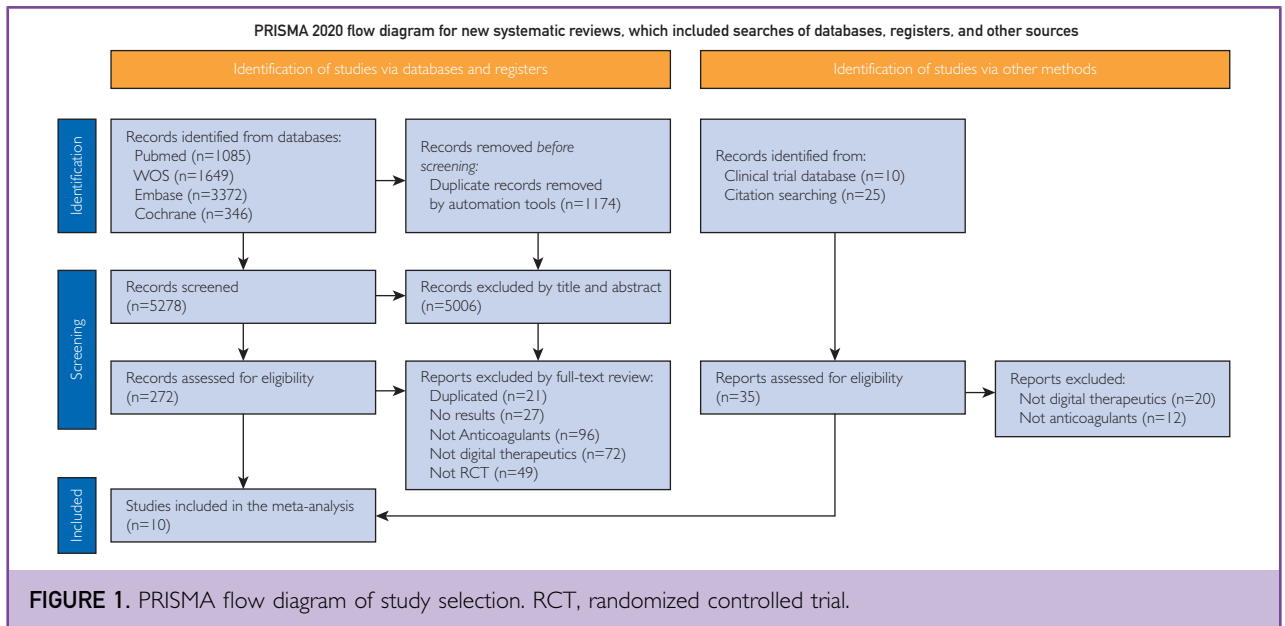 PRISMA 2020 flow diagram for new systematic reviews, which included searches of databases, registers, and other sources
Identification of studies via databases and registers
Identification of studies via other methods
Identification
Records identified from databases:
Pubmed (n=1085)
WOS (n=1649)
Embase (n=3372)
Cochrane (n=346)
Records removed before
screening:
Duplicate records removed
by automation tools (n=1174)
Records identified from:
Clinical trial database (n=10)
Citation searching (n=25)
Screening
Records screened
(n=5278)
Records excluded by title and abstract
(n=5006)
Records assessed for eligibility
(n=272)
Reports excluded by full-text review:
Duplicated (n=21)
No results (n=27)
Not Anticoagulants (n=96)
Not digital therapeutics (n=72)
Not RCT (n=49)
Reports assessed for eligibility
(n=35)
Reports excluded:
Not digital therapeutics (n=20)
Not anticoagulants (n=12)
Included
Studies included in the meta-analysis
(n=10)
FIGURE 1. PRISMA flow diagram of study selection. RCT, randomized controlled trial.